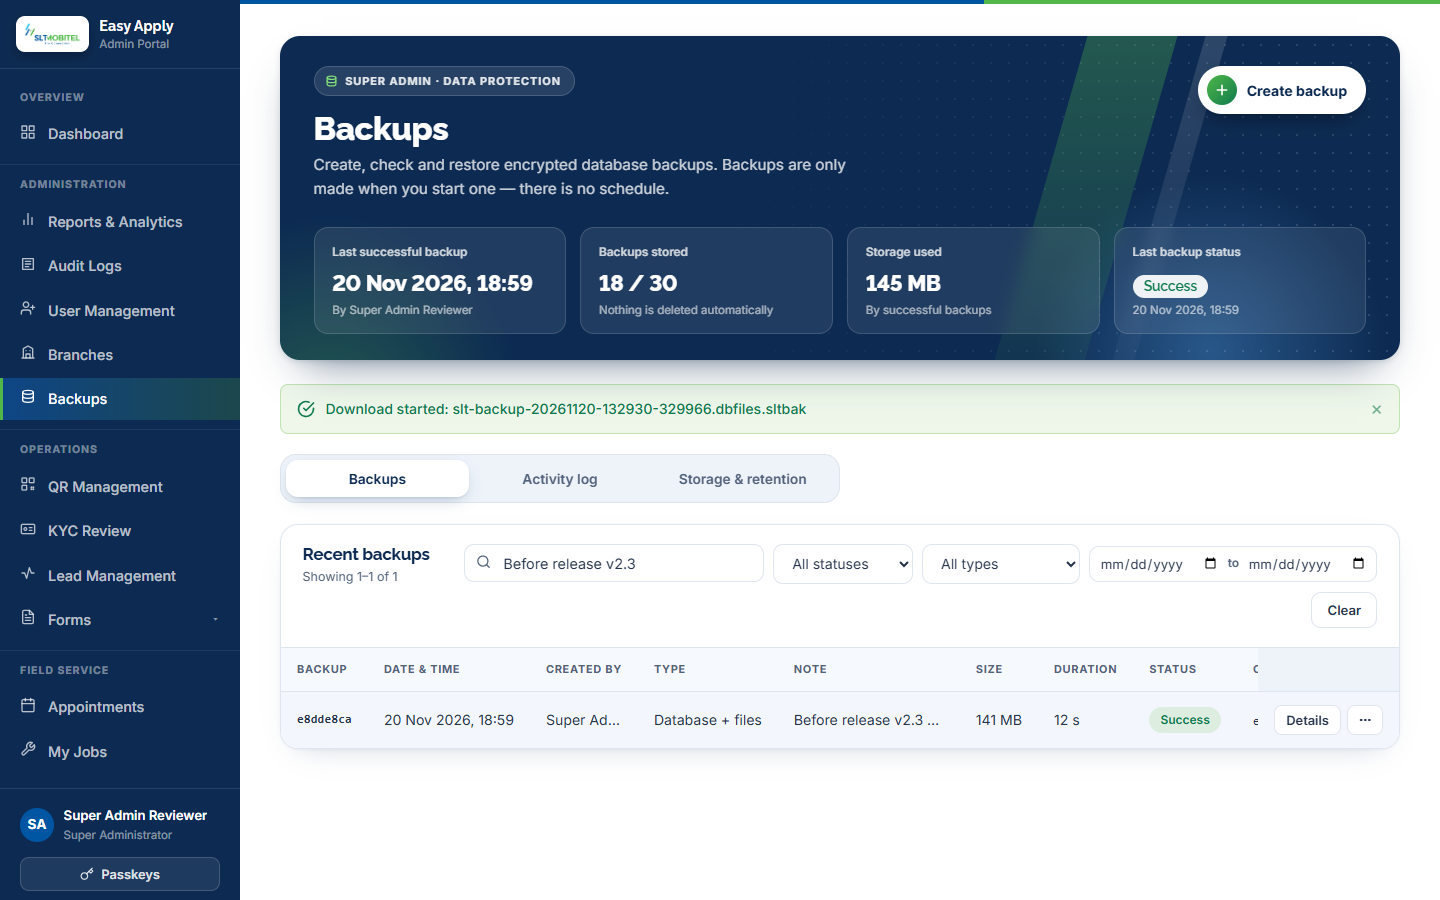 SLTMOBITEL
Easy Apply
Admin Portal
OVERVIEW
Dashboard
ADMINISTRATION
Reports & Analytics
Audit Logs
User Management
Branches
Backups
OPERATIONS
QR Management
KYC Review
Lead Management
Forms
FIELD SERVICE
Appointments
My Jobs
SA
Super Admin Reviewer
Super Administrator
Passkeys
SUPER ADMIN · DATA PROTECTION
Create backup
Backups
Create, check and restore encrypted database backups. Backups are only
made when you start one — there is no schedule.
Last successful backup
20 Nov 2026, 18:59
By Super Admin Reviewer
Backups stored
18 / 30
Nothing is deleted automatically
Storage used
145 MB
By successful backups
Last backup status
Success
20 Nov 2026, 18:59
Download started: slt-backup-20261120-132930-329966.dbfiles.sltbak
Backups Activity log Storage & retention
Recent backups
Showing 1–1 of 1
Before release v2.3
All statuses
All types
mm/dd/yyyy to mm/dd/yyyy
Clear
BACKUP DATE & TIME CREATED BY TYPE NOTE SIZE DURATION STATUS
e8dde8ca 20 Nov 2026, 18:59 Super Ad... Database + files Before release v2.3 ... 141 MB 12 s Success Details ···